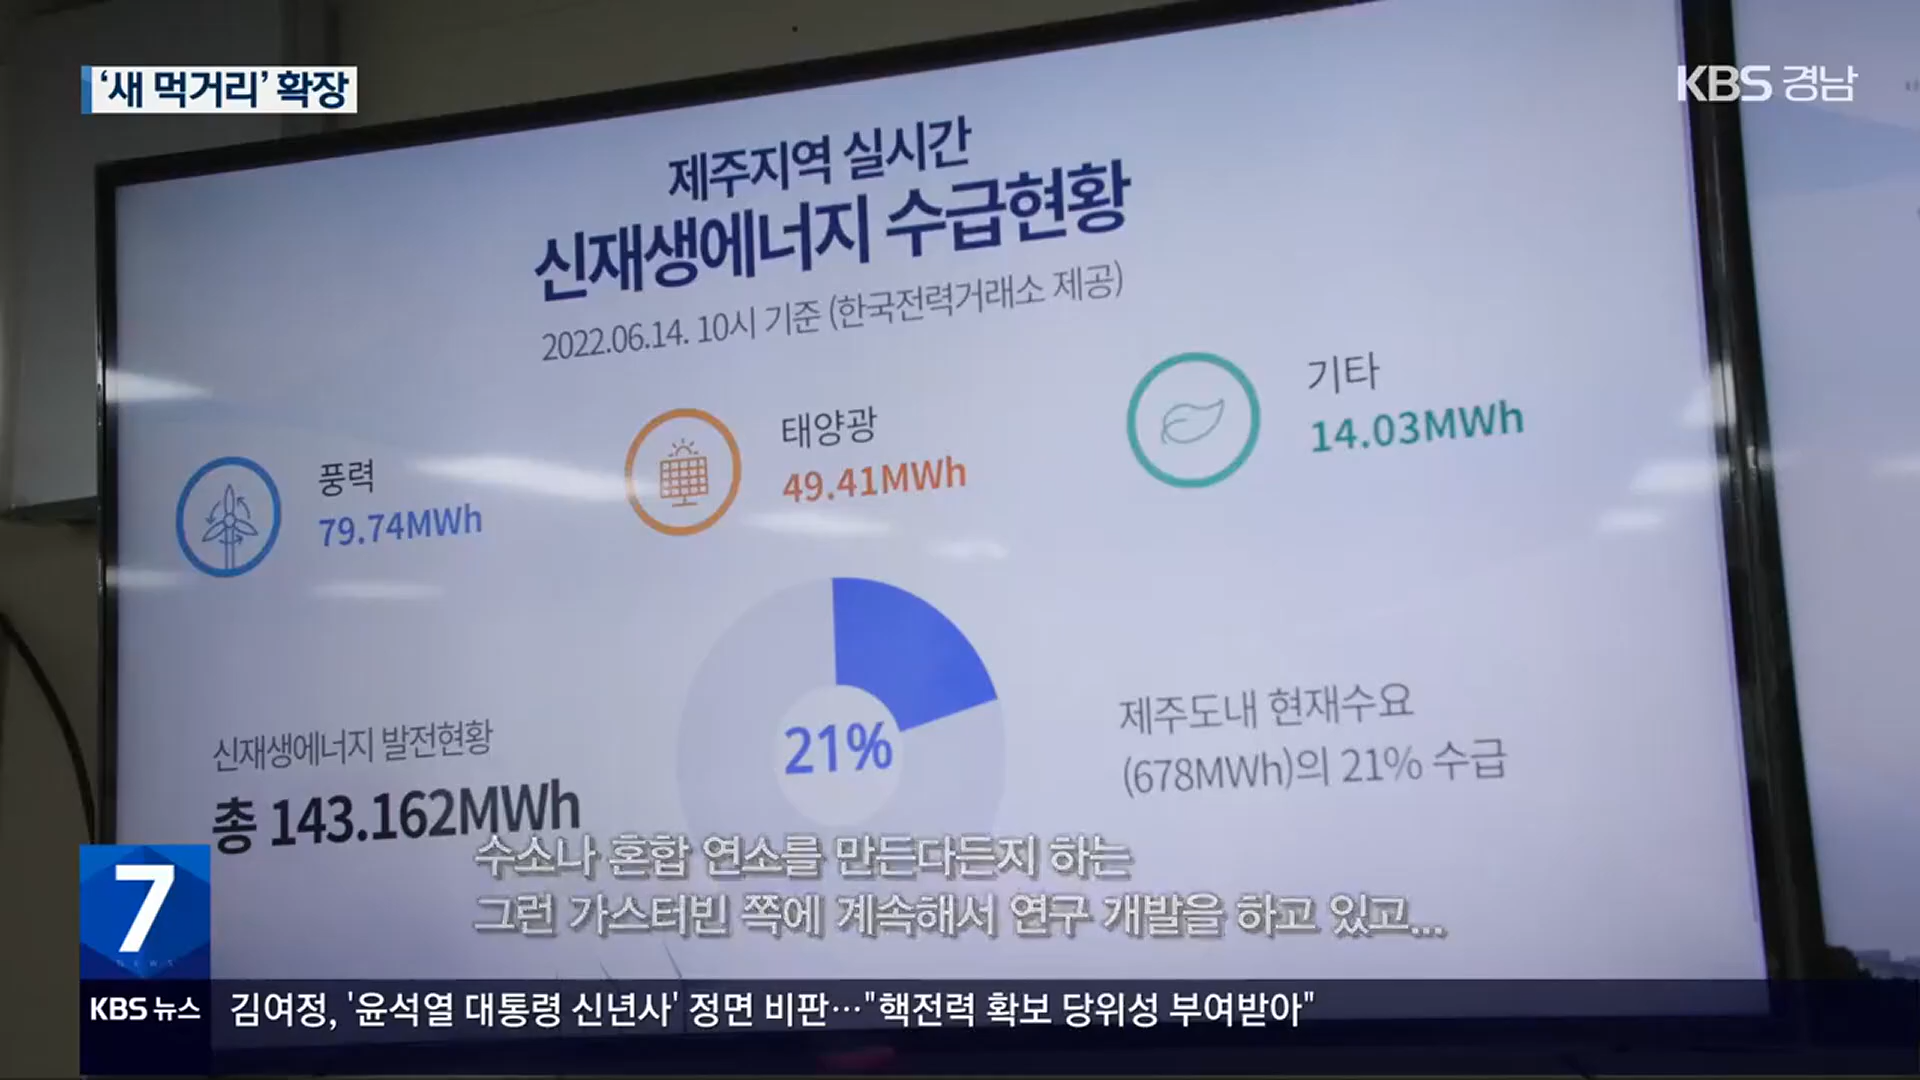 '새 먹거리' 확장
KBS 경남
제주지역 실시간
신재생에너지 수급현황
2022.06.14. 10시 기준 (한국전력거래소 제공)
풍력
79.74MWh
태양광
49.41MWh
기타
14.03MWh
신재생에너지 발전현황
총 143.162MWh
21%
제주도내 현재수요
(678MWh)의 21% 수급
수소나 혼합 연소를 만든다든지 하는
그런 가스터빈 쪽에 계속해서 연구 개발을 하고 있고...
7
NEWS
KBS 뉴스
김여정, '윤석열 대통령 신년사' 정면 비판…"핵전력 확보 당위성 부여받아"